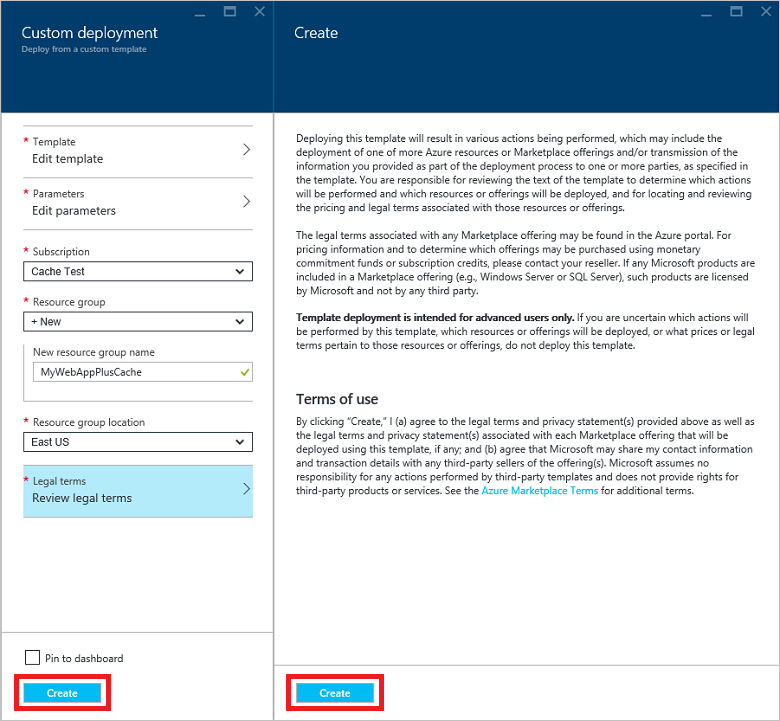 Custom deployment
Deploy from a custom template
* Template
Edit template
* Parameters
Edit parameters
* Subscription
Cache Test
* Resource group
+ New
New resource group name
MyWebAppPlusCache
* Resource group location
East US
* Legal terms
Review legal terms
Pin to dashboard
Create
Create
Deploying this template will result in various actions being performed, which may include the
deployment of one of more Azure resources or Marketplace offerings and/or transmission of the
information you provided as part of the deployment process to one or more parties, as specified in
the template. You are responsible for reviewing the text of the template to determine which actions
will be performed and which resources or offerings will be deployed, and for locating and reviewing
the pricing and legal terms associated with those resources or offerings.
The legal terms associated with any Marketplace offering may be found in the Azure portal. For
pricing information and to determine which offerings may be purchased using monetary
commitment funds or subscription credits, please contact your reseller. If any Microsoft products are
included in a Marketplace offering (e.g., Windows Server or SQL Server), such products are licensed
by Microsoft and not by any third party.
Template deployment is intended for advanced users only. If you are uncertain which actions will
be performed by this template, which resources or offerings will be deployed, or what prices or legal
terms pertain to those resources or offerings, do not deploy this template.
Terms of use
By clicking “Create,” I (a) agree to the legal terms and privacy statement(s) provided above as well as
the legal terms and privacy statement(s) associated with each Marketplace offering that will be
deployed using this template, if any; and (b) agree that Microsoft may share my contact information
and transaction details with any third-party sellers of the offering(s). Microsoft assumes no
responsibility for any actions performed by third-party templates and does not provide rights for
third-party products or services. See the Azure Marketplace Terms for additional terms.
Create